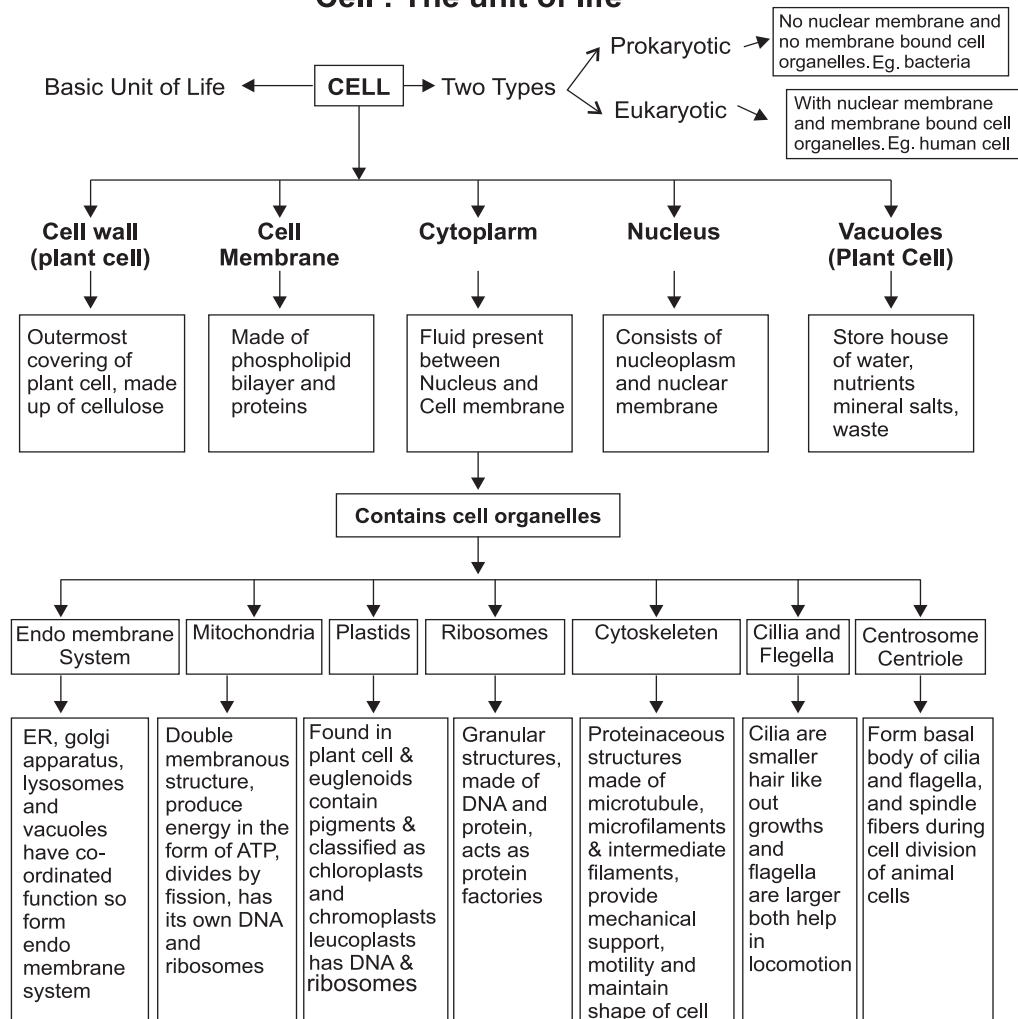 Cell : The unit of life
No nuclear membrane and
no membrane bound cell
organelles. Eg. bacteria
Prokaryotic
Basic Unit of Life
CELL
Two Types
Eukaryotic
With nuclear membrane
and membrane bound cell
organelles. Eg. human cell
Cell wall
(plant cell)
Cell
Membrane
Cytoplarm
Nucleus
Vacuoles
(Plant Cell)
Outermost
covering of
plant cell, made
up of cellulose
Made of
phospholipid
bilayer and
proteins
Fluid present
between
Nucleus and
Cell membrane
Consists of
nucleoplasm
and nuclear
membrane
Store house
of water,
nutrients
mineral salts,
waste
Contains cell organelles
Endo membrane
System
Mitochondria
Plastids
Ribosomes
Cytoskeleten
Cillia and
Flegella
Centrosome
Centriole
ER, golgi
apparatus,
lysosomes
and
vacuoles
have co-
ordinated
function so
form
endo
membrane
system
Double
membranous
structure,
produce
energy in the
form of ATP,
divides by
fission, has
its own DNA
and
ribosomes
Found in
plant cell &
euglenoids
contain
pigments &
classified as
chloroplasts
and
chromoplasts
leucoplasts
has DNA &
ribosomes
Granular
structures,
made of
DNA and
protein,
acts as
protein
factories
Proteinaceous
structures
made of
microtubule,
microfilaments
& intermediate
filaments,
provide
mechanical
support,
motility and
maintain
shape of cell
Cilia are
smaller
hair like
out
growths
and
flagella
are larger
both help
in
locomotion
Form basal
body of cilia
and flagella,
and spindle
fibers during
cell division
of animal
cells